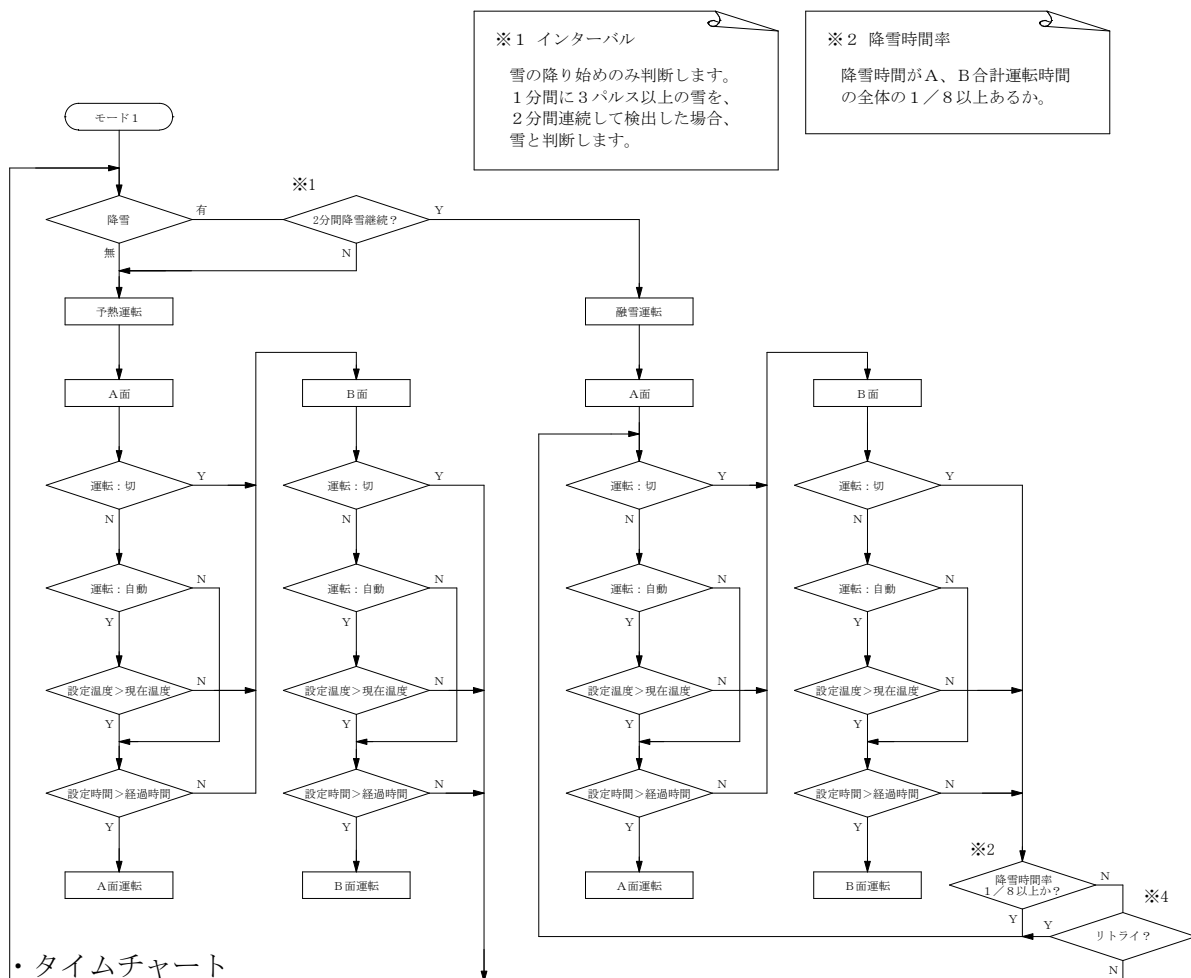 ※１ インターバル
雪の降り始めのみ判断します。
１分間に３パルス以上の雪を、
２分間連続して検出した場合、
雪と判断します。
※２ 降雪時間率
降雪時間がＡ、Ｂ合計運転時間
の全体の１／８以上あるか。
モード１
※1
降雪
有
2分間降雪継続？
Y
無
N
予熱運転
融雪運転
Ａ面
Ｂ面
Ａ面
Ｂ面
運転：切
Y
運転：切
Y
運転：切
Y
運転：切
Y
N
N
N
N
運転：自動
N
運転：自動
N
運転：自動
N
運転：自動
N
Y
Y
Y
Y
設定温度＞現在温度
N
設定温度＞現在温度
N
設定温度＞現在温度
N
設定温度＞現在温度
N
Y
Y
Y
Y
設定時間＞経過時間
N
設定時間＞経過時間
N
設定時間＞経過時間
N
設定時間＞経過時間
N
Y
Y
Y
Y
※2
Ａ面運転
Ｂ面運転
Ａ面運転
Ｂ面運転
降雪時間率
１／８以上か？
N
※4
Y
Y
リトライ？
N
・タイムチャート